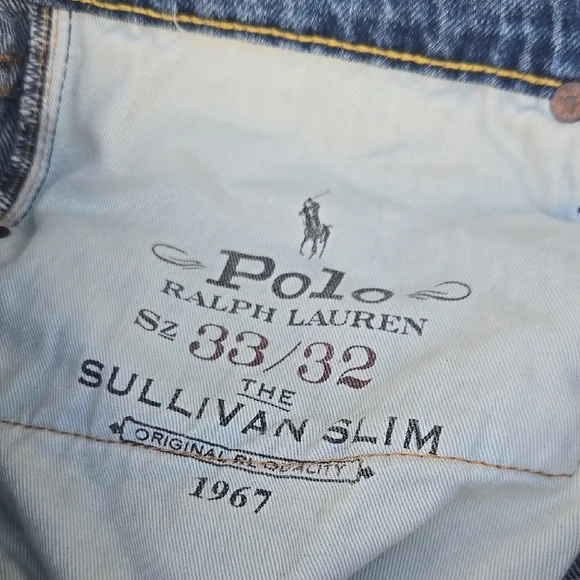 Polo
RALPH LAUREN
Sz 33/32
THE
SULLIVAN SLIM
ORIGINAL RL QUALITY
1967